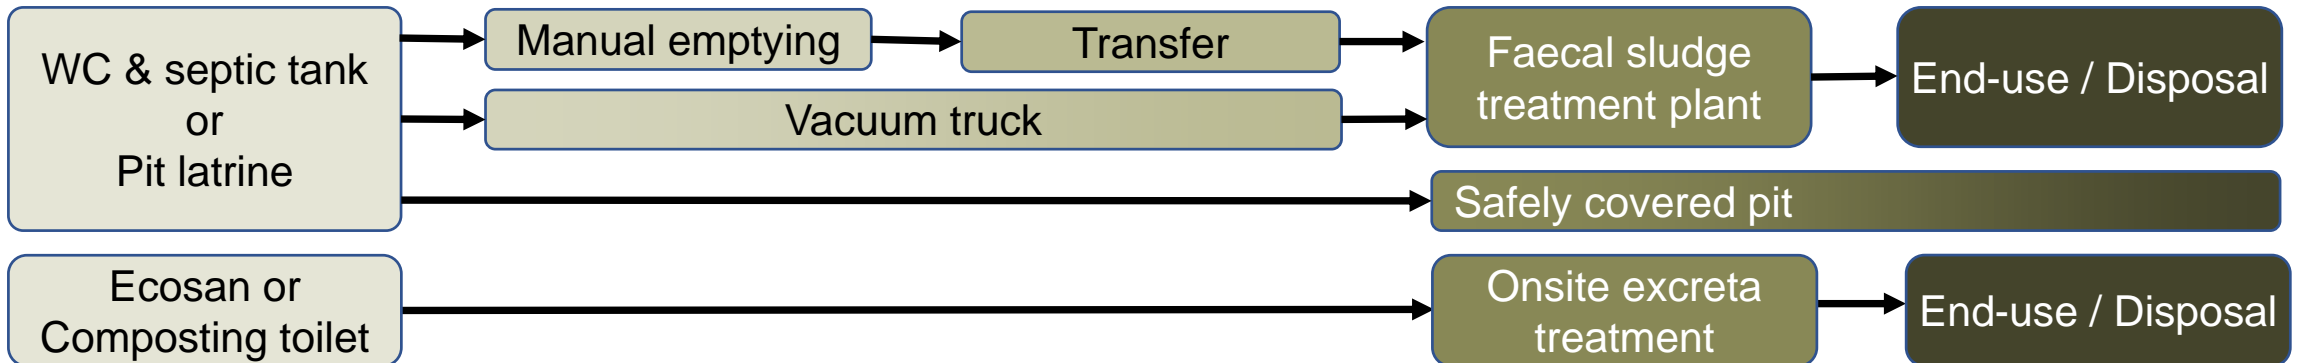 WC & septic tank
or
Pit latrine
Manual emptying
Transfer
Vacuum truck
Faecal sludge
treatment plant
End-use / Disposal
Safely covered pit
Ecosan or
Composting toilet
Onsite excreta
treatment
End-use / Disposal